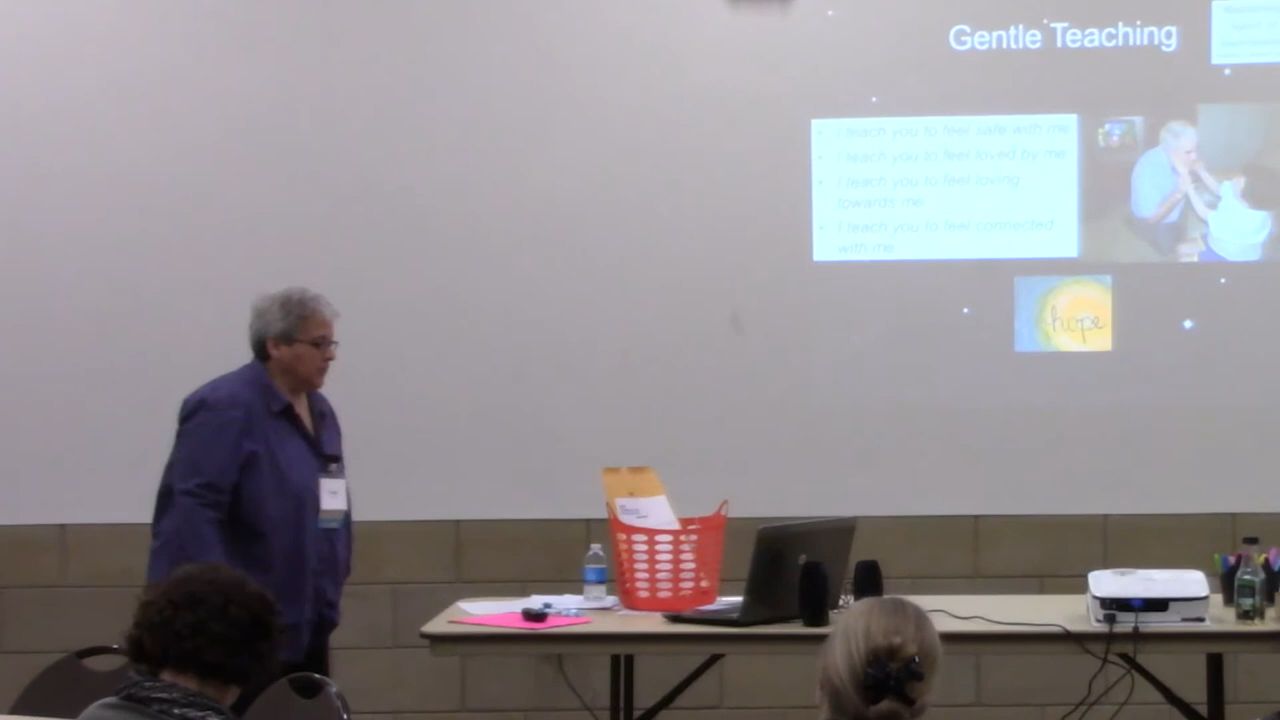 Gentle Teaching
• I teach you to feel safe with me
• I teach you to feel loved by me
• I teach you to feel loving
towards me
• I teach you to feel connected
with me
hope